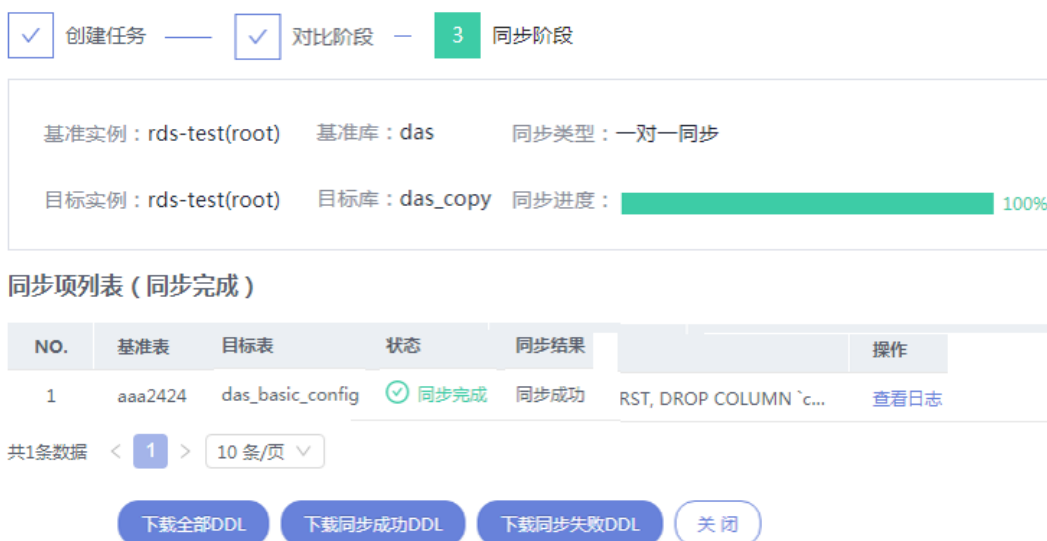 创建任务 对比阶段 3 同步阶段
基准实例：rds-test(root) 基准库：das 同步类型：一对一同步
目标实例：rds-test(root) 目标库：das_copy 同步进度： 100%
同步项列表 ( 同步完成 )
NO. 基准表 目标表 状态 同步结果 操作
1 aaa2424 das_basic_config 同步完成 同步成功 RST, DROP COLUMN `c... 查看日志
共1条数据 < 1 > 10 条/页
下载全部DDL 下载同步成功DDL 下载同步失败DDL 关 闭